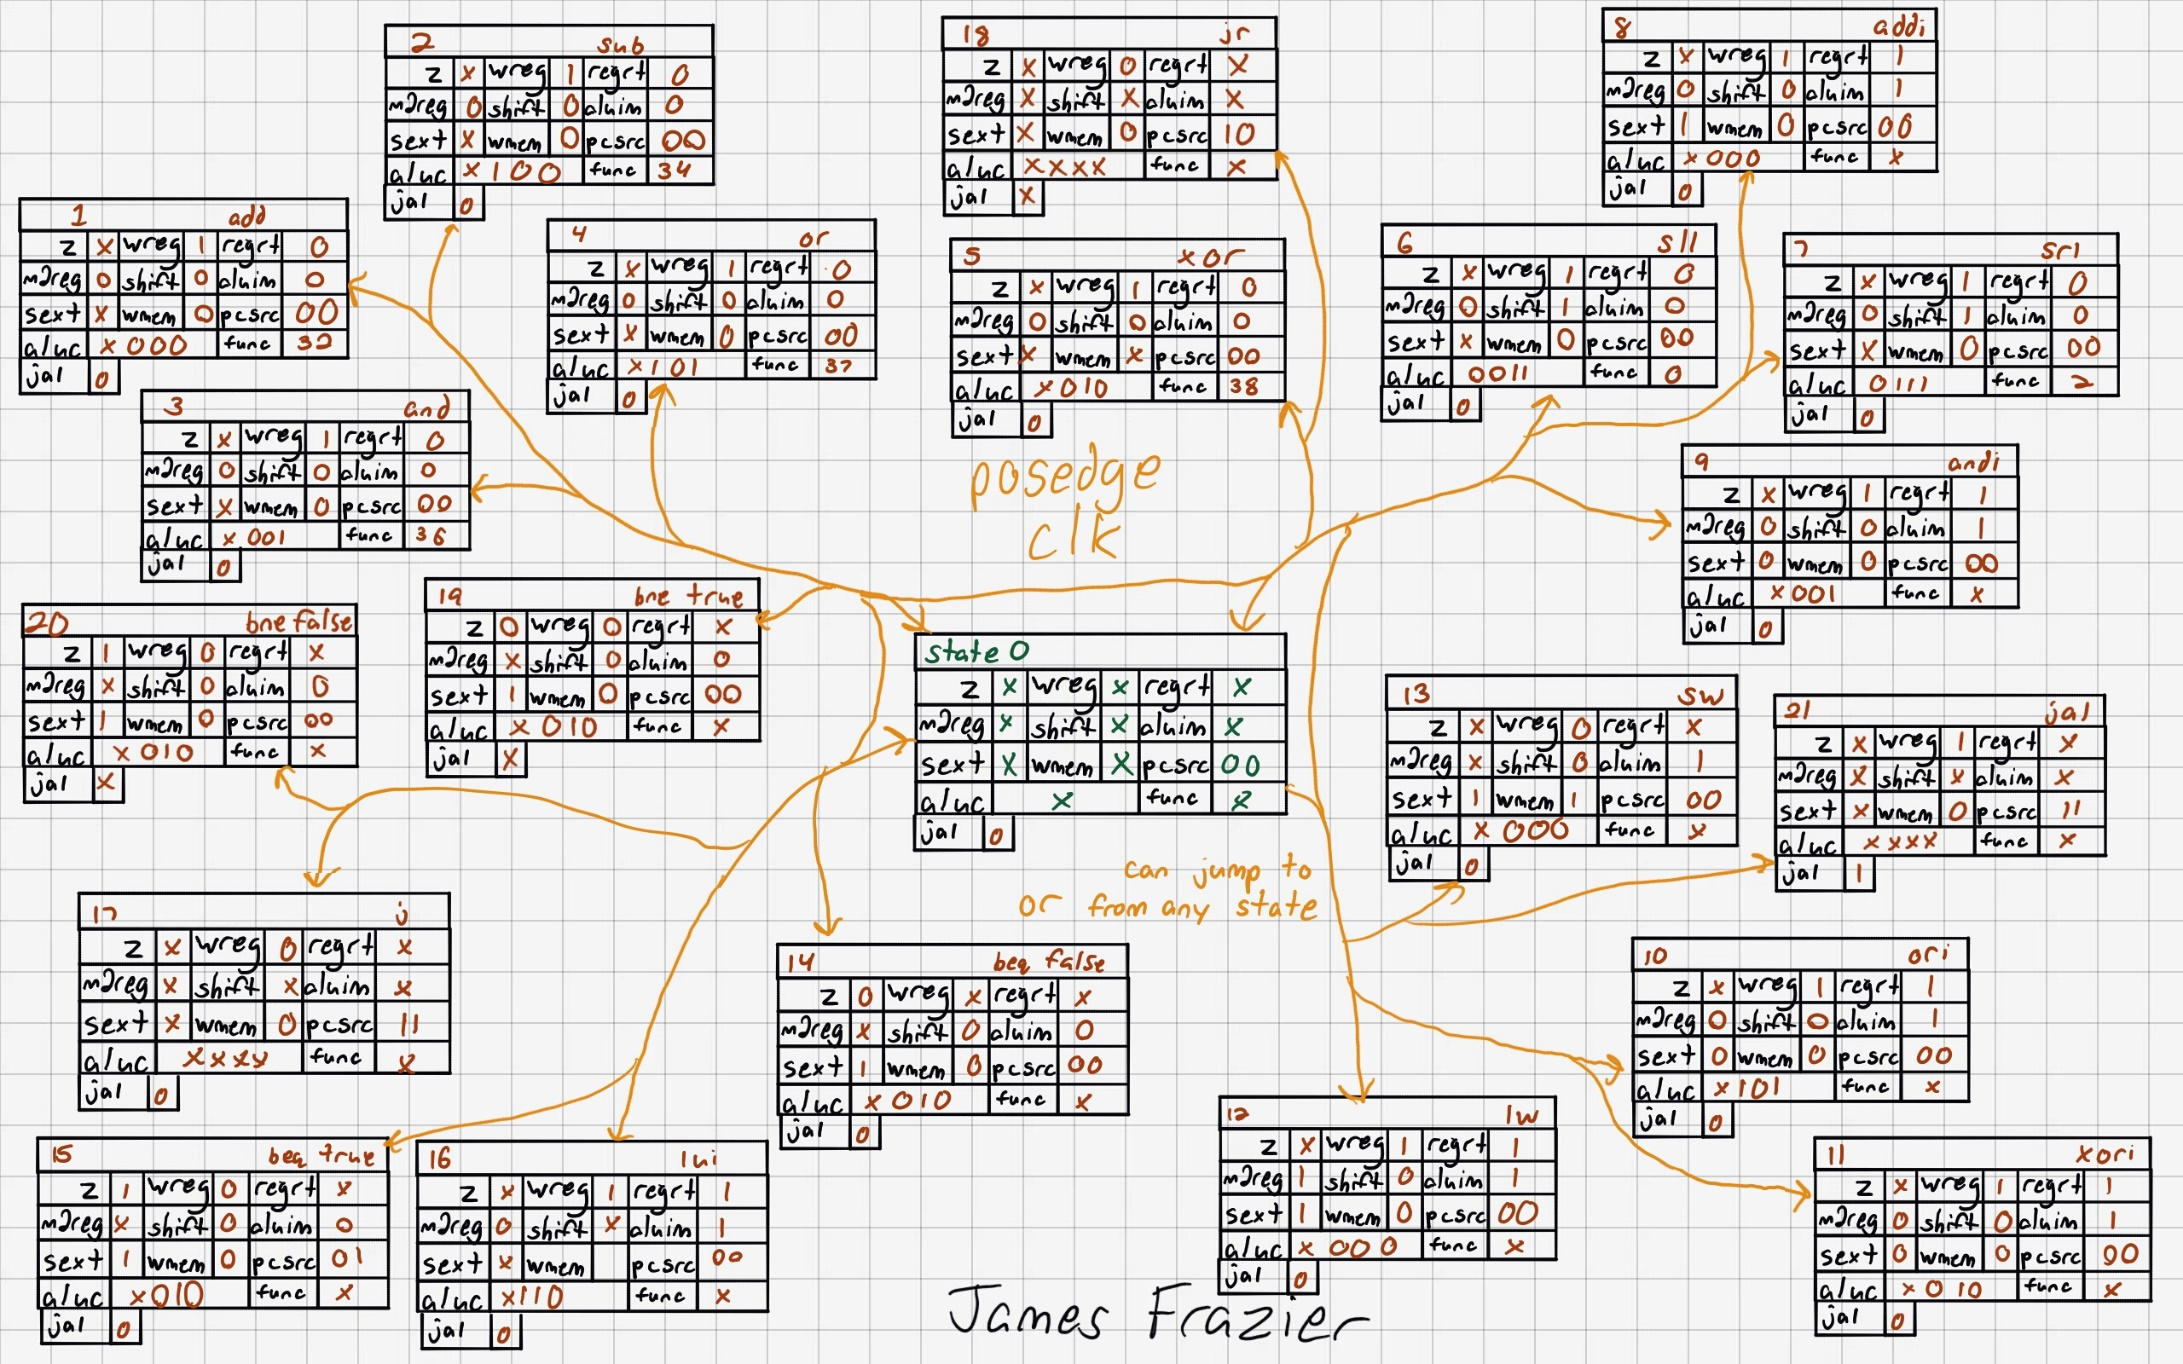 2 sub
z x wreg 1 regrt 0
m2reg 0 shift 0 aluim 0
sext x wmem 0 pcsrc 00
aluc x100 func 34
jal 0
18 jr
z x wreg 0 regrt x
m2reg x shift x aluim x
sext x wmem 0 pcsrc 10
aluc xxxx func x
jal x
8 addi
z x wreg 1 regrt 1
m2reg 0 shift 0 aluim 1
sext 1 wmem 0 pcsrc 00
aluc x000 func x
jal 0
1 add
z x wreg 1 regrt 0
m2reg 0 shift 0 aluim 0
sext x wmem 0 pcsrc 00
aluc x000 func 32
jal 0
4 or
z x wreg 1 regrt 0
m2reg 0 shift 0 aluim 0
sext x wmem 0 pcsrc 00
aluc x101 func 37
jal 0
5 xor
z x wreg 1 regrt 0
m2reg 0 shift 0 aluim 0
sext x wmem x pcsrc 00
aluc x010 func 38
jal 0
6 sll
z x wreg 1 regrt 0
m2reg 0 shift 1 aluim 0
sext x wmem 0 pcsrc 00
aluc 0011 func 0
jal 0
7 srl
z x wreg 1 regrt 0
m2reg 0 shift 1 aluim 0
sext x wmem 0 pcsrc 00
aluc 0111 func 2
jal 0
3 and
z x wreg 1 regrt 0
m2reg 0 shift 0 aluim 0
sext x wmem 0 pcsrc 00
aluc x001 func 36
jal 0
posedge
clk
9 andi
z x wreg 1 regrt 1
m2reg 0 shift 0 aluim 1
sext 0 wmem 0 pcsrc 00
aluc x001 func x
jal 0
20 bne false
z 1 wreg 0 regrt x
m2reg x shift 0 aluim 0
sext 1 wmem 0 pcsrc 00
aluc x010 func x
jal x
19 bne true
z 0 wreg 0 regrt x
m2reg x shift 0 aluim 0
sext 1 wmem 0 pcsrc 00
aluc x010 func x
jal x
state 0
z x wreg x regrt x
m2reg x shift x aluim x
sext x wmem x pcsrc 00
aluc x func x
jal 0
13 sw
z x wreg 0 regrt x
m2reg x shift 0 aluim 1
sext 1 wmem 1 pcsrc 00
aluc x000 func x
jal 0
21 jal
z x wreg 1 regrt x
m2reg x shift x aluim x
sext x wmem 0 pcsrc 11
aluc xxxx func x
jal 1
can jump to
or from any state
17 j
z x wreg 0 regrt x
m2reg x shift x aluim x
sext x wmem 0 pcsrc 11
aluc xxxx func x
jal 0
14 beq false
z 0 wreg x regrt x
m2reg x shift 0 aluim 0
sext 1 wmem 0 pcsrc 00
aluc x010 func x
jal 0
10 ori
z x wreg 1 regrt 1
m2reg 0 shift 0 aluim 1
sext 0 wmem 0 pcsrc 00
aluc x101 func x
jal 0
15 beq true
z 1 wreg 0 regrt x
m2reg x shift 0 aluim 0
sext 1 wmem 0 pcsrc 01
aluc x010 func x
jal 0
16 lui
z x wreg 1 regrt 1
m2reg 0 shift x aluim 1
sext x wmem pcsrc 00
aluc x110 func x
jal 0
12 lw
z x wreg 1 regrt 1
m2reg 1 shift 0 aluim 1
sext 1 wmem 0 pcsrc 00
aluc x000 func x
jal 0
11 xori
z x wreg 1 regrt 1
m2reg 0 shift 0 aluim 1
sext 0 wmem 0 pcsrc 00
aluc x010 func x
jal 0
James Frazier